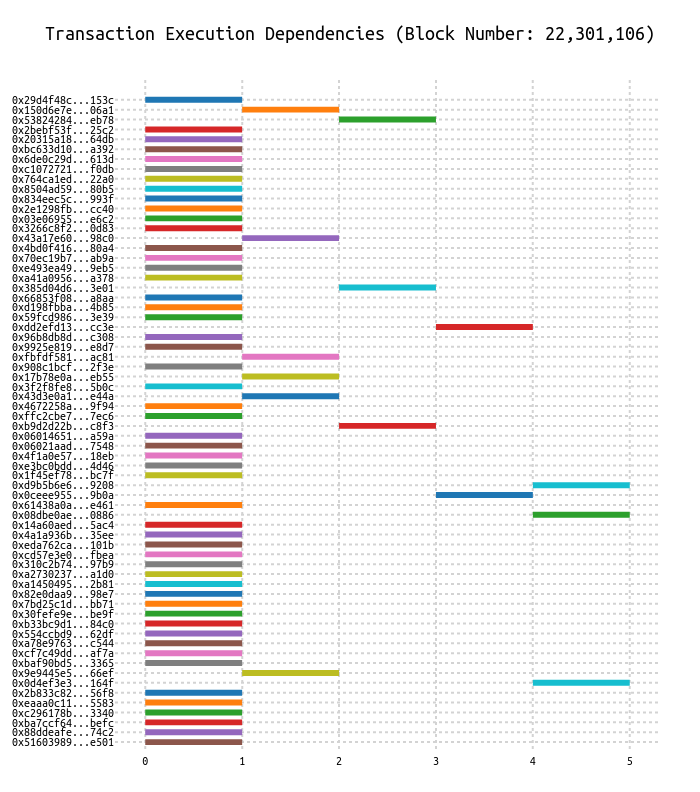 Transaction Execution Dependencies (Block Number: 22,301,106)
0x29d4f48c...153c
0x150d6e7e...06a1
0x53824284...eb78
0x2bebf53f...25c2
0x20315a18...64db
0xbc633d10...a392
0x6de0c29d...613d
0xc1072721...f0db
0x764ca1ed...22a0
0x8504ad59...80b5
0x834eec5c...993f
0x2e1298fb...cc40
0x03e06955...e6c2
0x3266c8f2...0d83
0x43a17e60...98c0
0x4bd0f416...80a4
0x70ec19b7...ab9a
0xe493ea49...9eb5
0xa41a0956...a378
0x385d04d6...3e01
0x66853f08...a8aa
0xd198fbba...4b85
0x59fcd986...3e39
0xdd2efd13...cc3e
0x96b8db8d...c308
0x9925e819...e8d7
0xfbfdf581...ac81
0x908c1bcf...2f3e
0x17b78e0a...eb55
0x3f2f8fe8...5b0c
0x43d3e0a1...e44a
0x4672258a...9f94
0xffc2cbe7...7ec6
0xb9d2d22b...c8f3
0x06014651...a59a
0x06021aad...7548
0x4f1a0e57...18eb
0xe3bc0bdd...4d46
0x1f45ef78...bc7f
0xd9b5b6e6...9208
0x0ceee955...9b0a
0x61438a0a...e461
0x08dbe0ae...0886
0x14a60aed...5ac4
0x4a1a936b...35ee
0xeda762ca...101b
0xcd57e3e0...fbea
0x310c2b74...97b9
0xa2730237...a1d0
0xa1450495...2b81
0x82e0daa9...98e7
0x7bd25c1d...bb71
0x30fefe9e...be9f
0xb33bc9d1...84c0
0x554ccbd9...62df
0xa78e9763...c544
0xcf7c49dd...af7a
0xbaf90bd5...3365
0x9e9445e5...66ef
0x0d4ef3e3...164f
0x2b833c82...56f8
0xeaaa0c11...5583
0xc296178b...3340
0xba7ccf64...befc
0x88ddeafe...74c2
0x51603989...e501
0 1 2 3 4 5